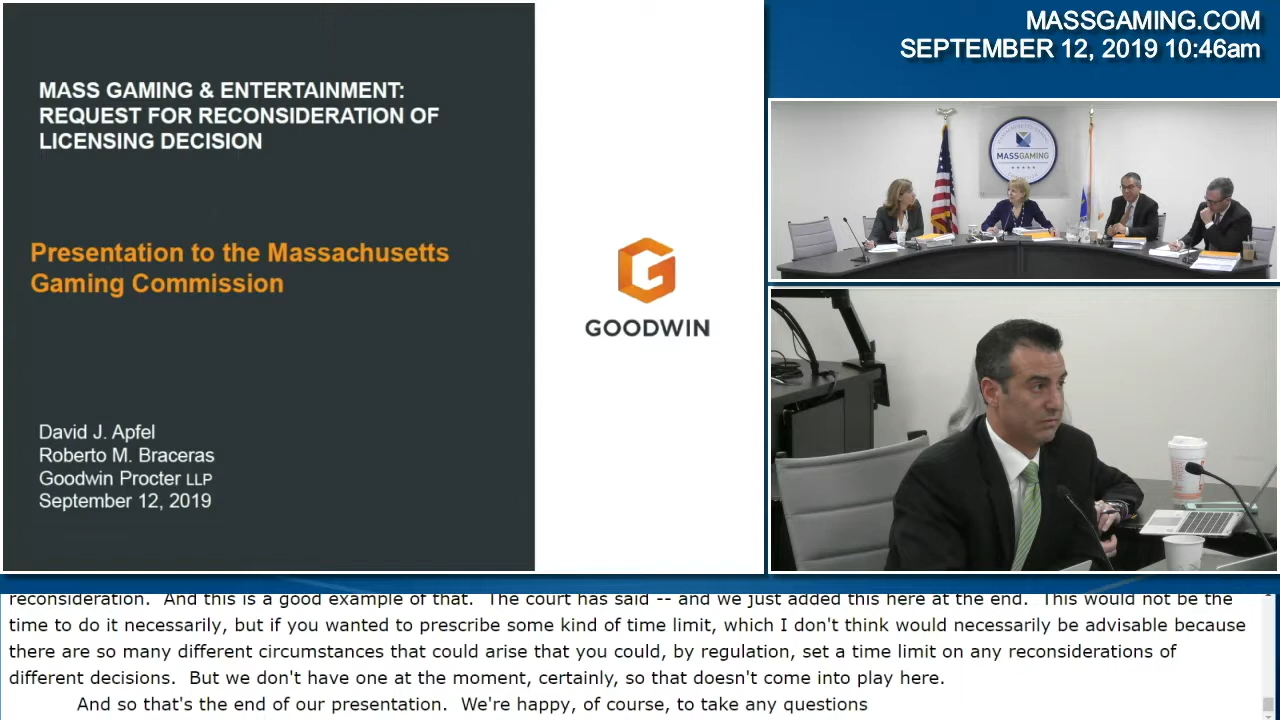 MASS GAMING & ENTERTAINMENT:
REQUEST FOR RECONSIDERATION OF
LICENSING DECISION
Presentation to the Massachusetts
Gaming Commission
David J. Apfel
Roberto M. Braceras
Goodwin Procter LLP
September 12, 2019
GOODWIN
MASSGAMING.COM
SEPTEMBER 12, 2019 10:46am
MASSGAMING
reconsideration. And this is a good example of that. The court has said -- and we just added this here at the end. This would not be the
time to do it necessarily, but if you wanted to prescribe some kind of time limit, which I don't think would necessarily be advisable because
there are so many different circumstances that could arise that you could, by regulation, set a time limit on any reconsiderations of
different decisions. But we don't have one at the moment, certainly, so that doesn't come into play here.
And so that's the end of our presentation. We're happy, of course, to take any questions